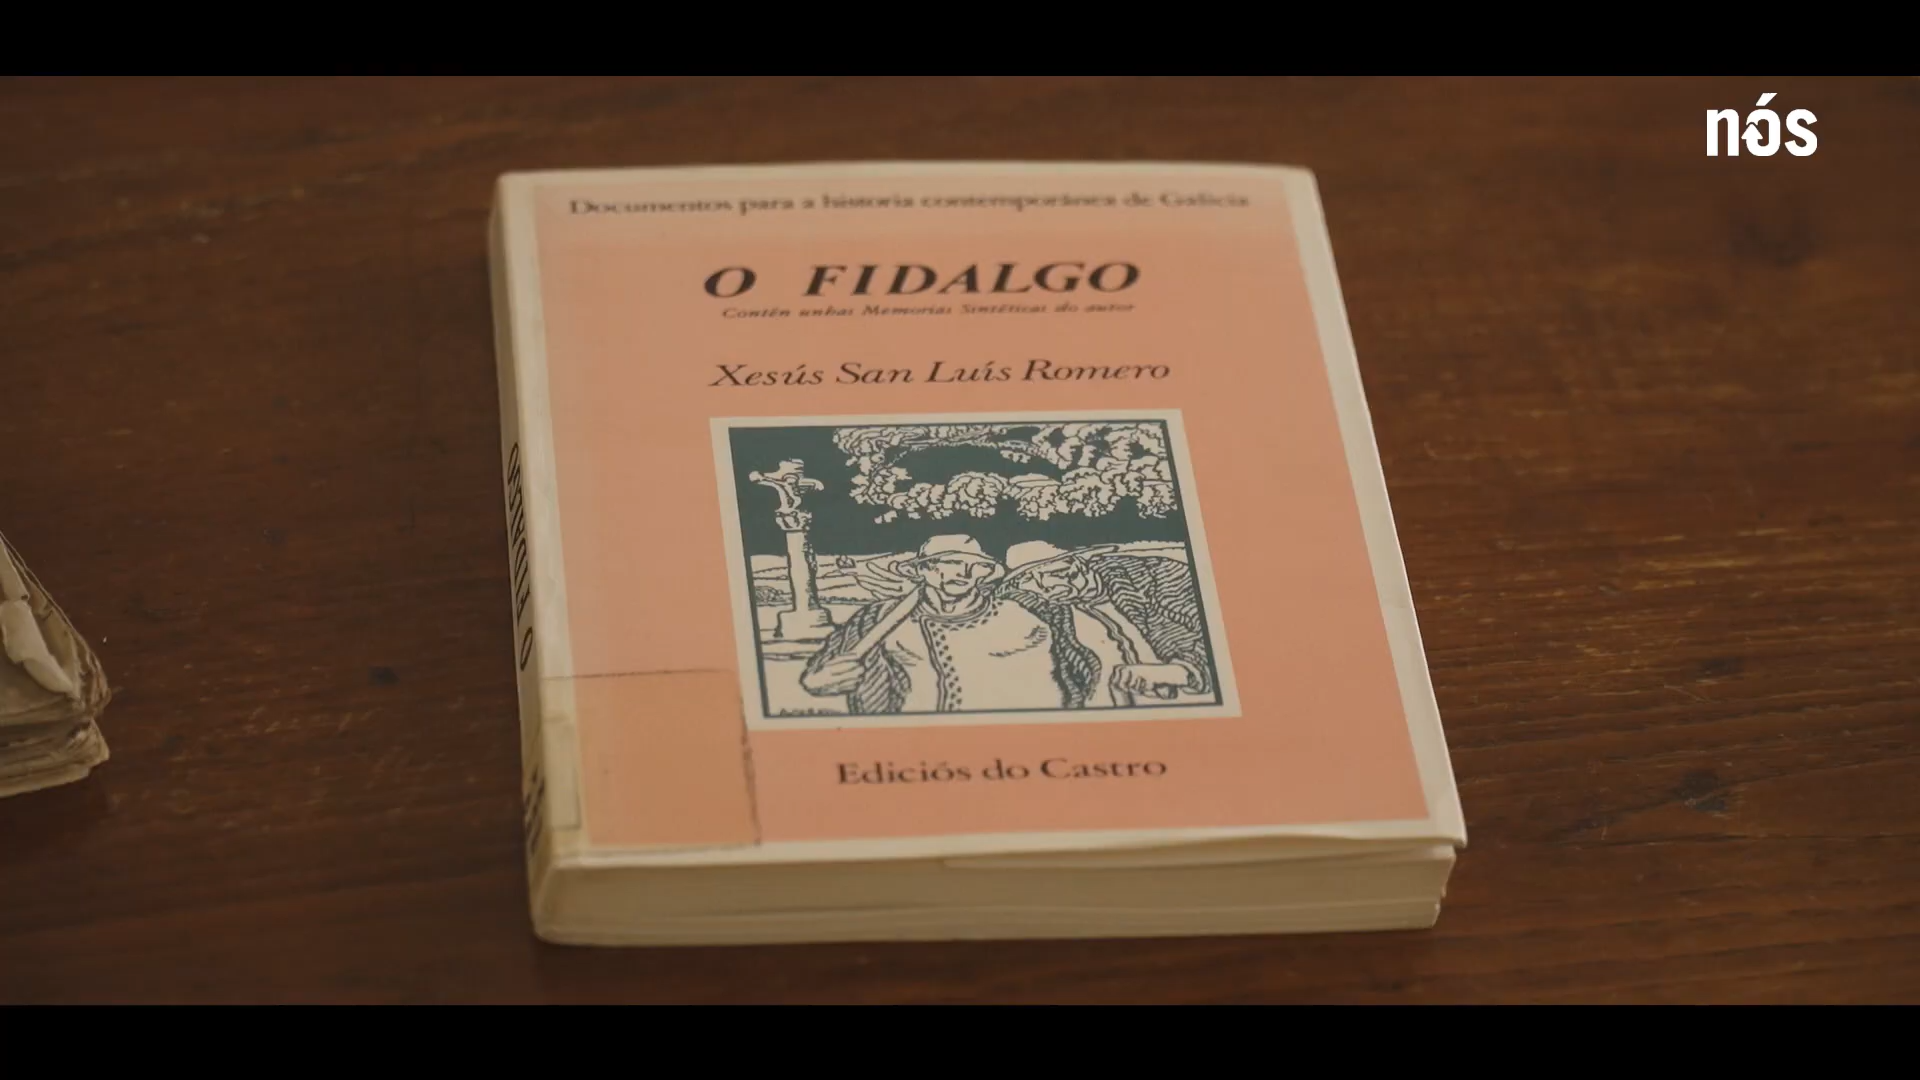 nós
Documentos para a historia contemporánea de Galicia
O FIDALGO
Contén unhas Memorias Sintéticas do autor
Xesús San Luís Romero
Ediciós do Castro
O FIDALGO